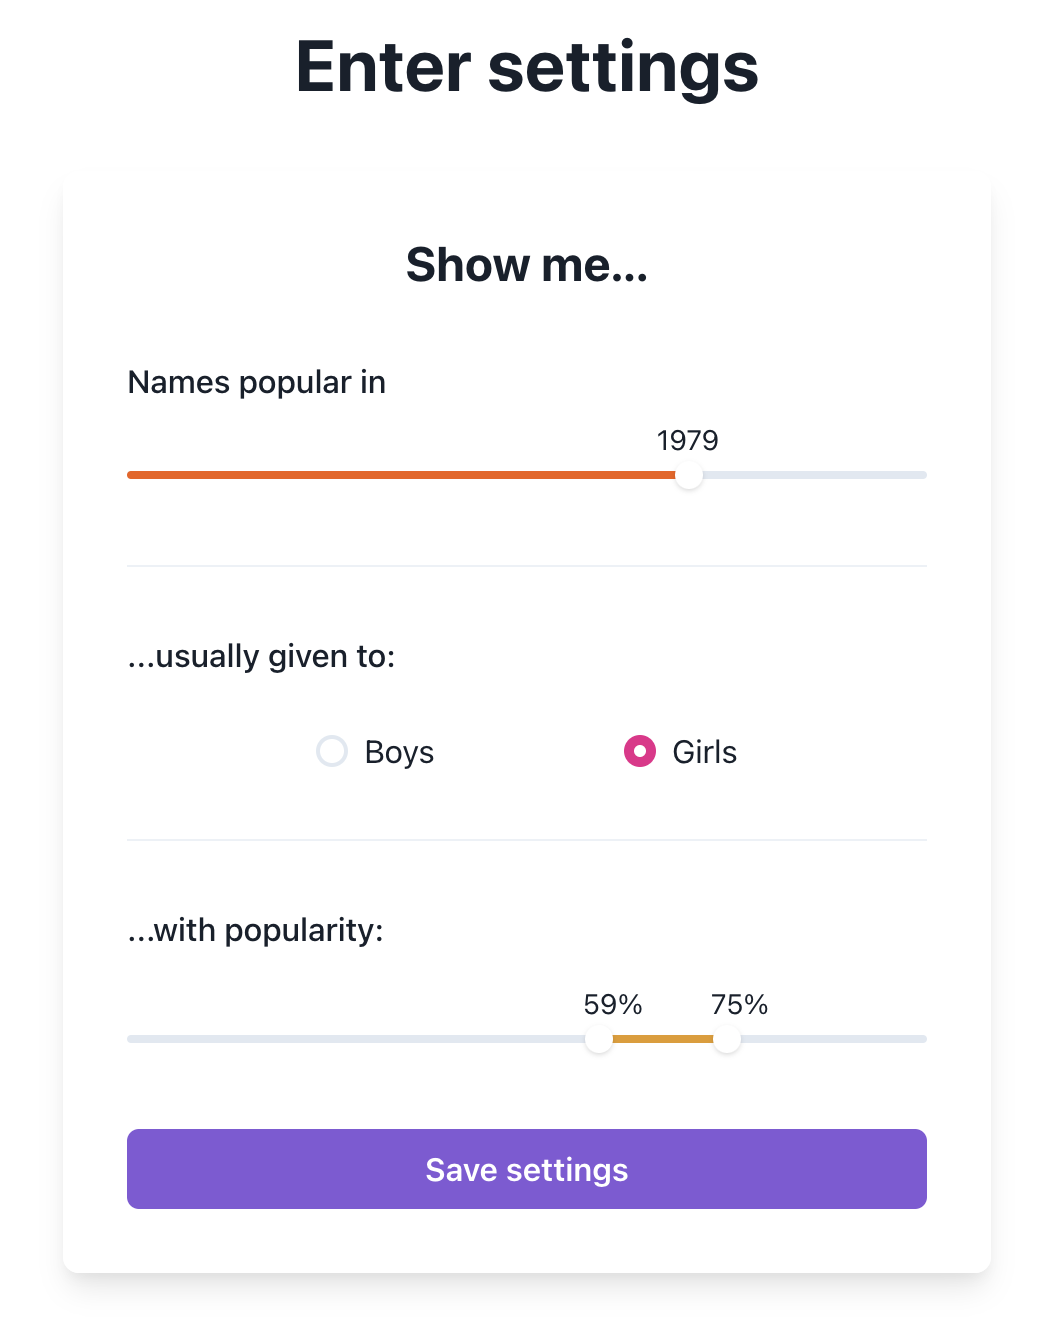 Enter settings
Show me...
Names popular in
1979
...usually given to:
Boys
Girls
...with popularity:
59%
75%
Save settings